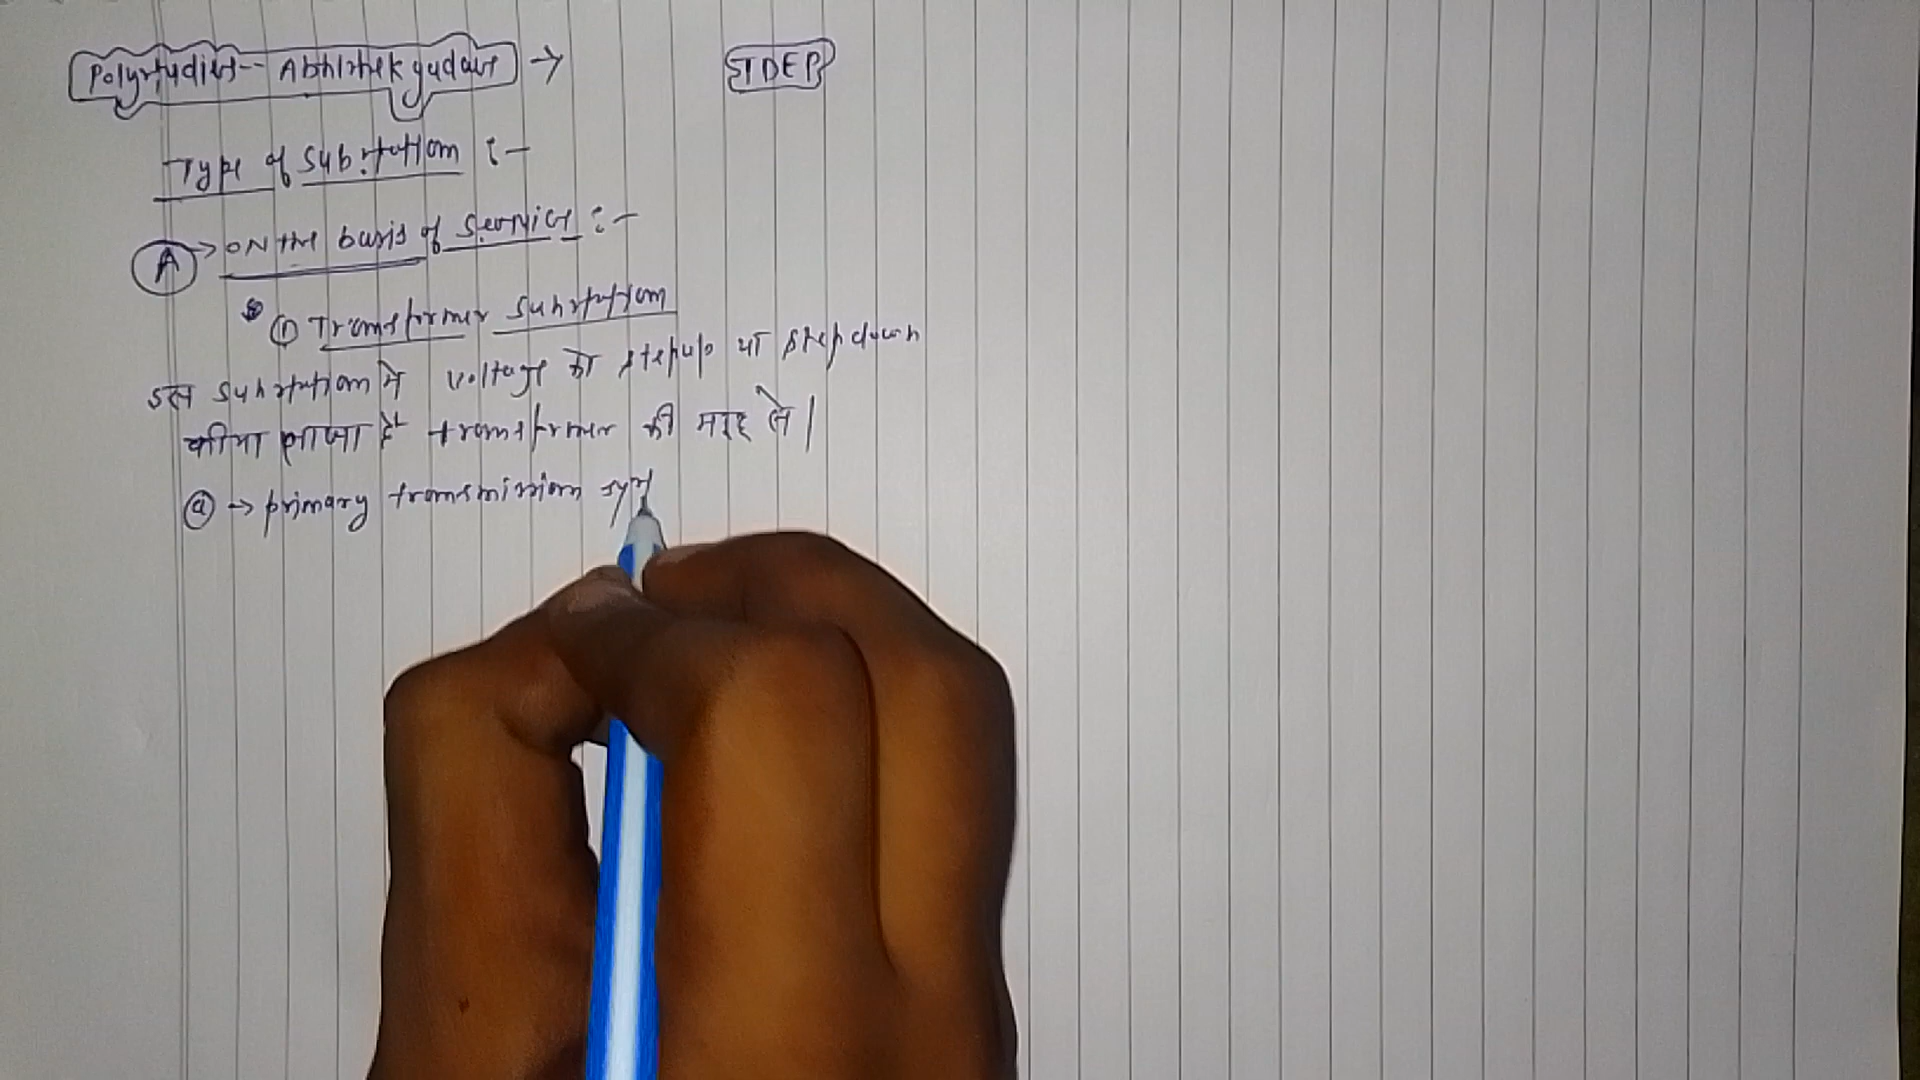 Polystudies-- Abhishek yadav → STDEP
Type of Substation :-
(A) → ON the basis of Service :-
① Transformer Substation
इस Substation मे voltage को stepup या stepdown
कीया जाता है transformer की मदद से।
(a) → primary transmission sys